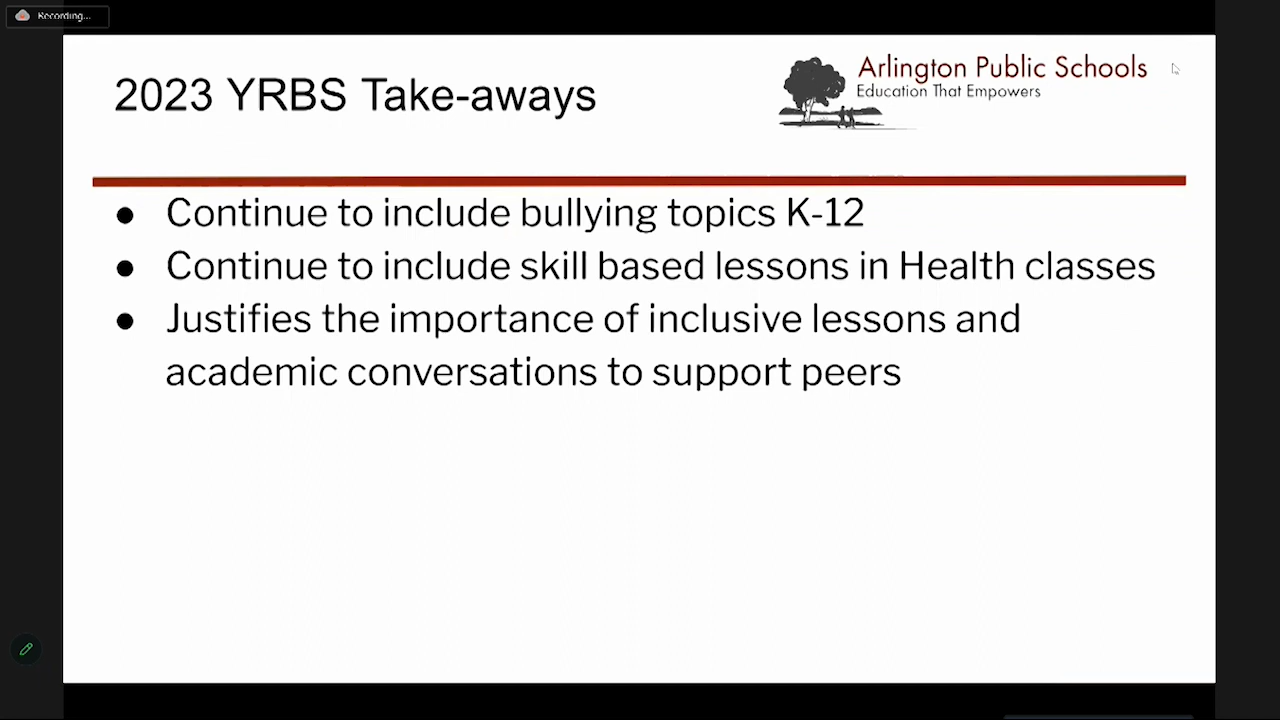 Recording...
2023 YRBS Take-aways
Arlington Public Schools
Education That Empowers
● Continue to include bullying topics K-12
● Continue to include skill based lessons in Health classes
● Justifies the importance of inclusive lessons and
academic conversations to support peers